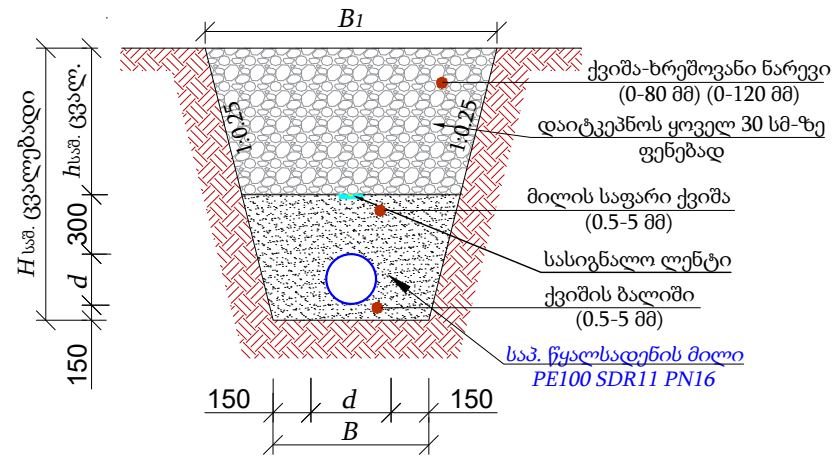 B1
ქვიშა-ხრეშოვანი ნარევი
(0-80 მმ) (0-120 მმ)
დაიტკეპნოს ყოველ 30 სმ-ზე
ფენებად
1:0.25
1:0.25
H საშ. ცვალებადი
hსაშ. ცვალ.
300
d
150
მილის საფარი ქვიშა
(0.5-5 მმ)
სასიგნალო ლენტი
ქვიშის ბალიში
(0.5-5 მმ)
საპ. წყალსადენის მილი
PE100 SDR11 PN16
150 d 150
B